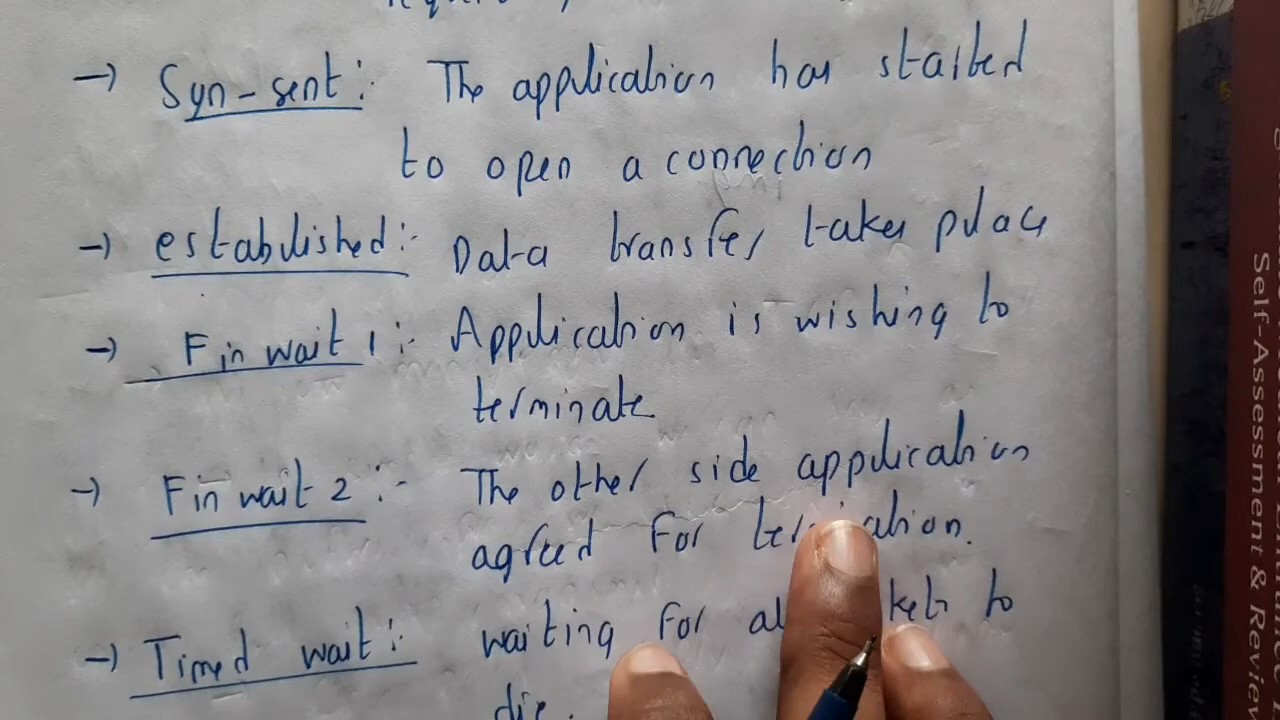 → Syn-sent:- The application has started
to open a connection
→ established:- Data transfer takes place
→ Fin wait 1:- Application is wishing to
terminate
→ Fin wait 2:- The other side application
agreed for
→ Timed wait:- waiting for to
die.
Self-Assessment & Review